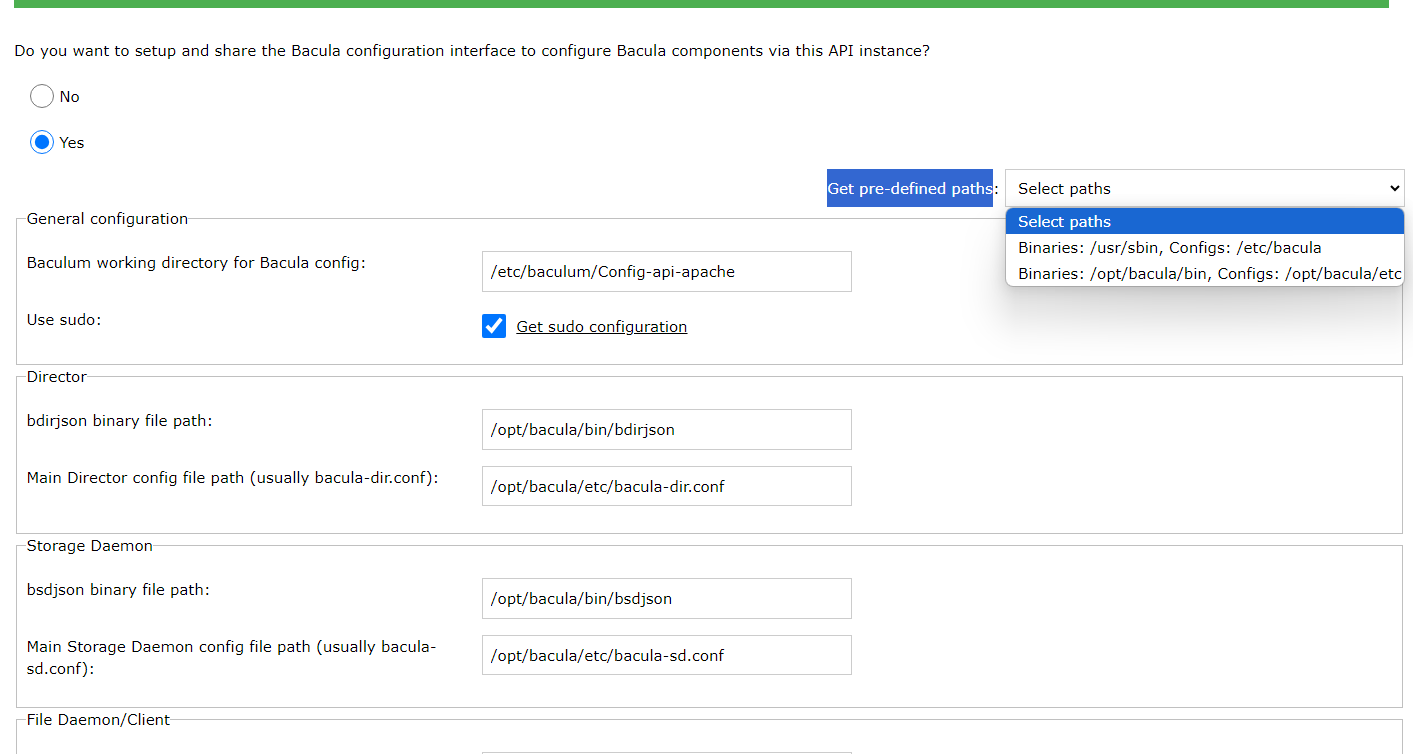 Do you want to setup and share the Bacula configuration interface to configure Bacula components via this API instance?
No
Yes
Get pre-defined paths: Select paths
Select paths
Binaries: /usr/sbin, Configs: /etc/bacula
Binaries: /opt/bacula/bin, Configs: /opt/bacula/etc
General configuration
Baculum working directory for Bacula config: /etc/baculum/Config-api-apache
Use sudo: Get sudo configuration
Director
bdirjson binary file path: /opt/bacula/bin/bdirjson
Main Director config file path (usually bacula-dir.conf): /opt/bacula/etc/bacula-dir.conf
Storage Daemon
bsdjson binary file path: /opt/bacula/bin/bsdjson
Main Storage Daemon config file path (usually bacula-
sd.conf): /opt/bacula/etc/bacula-sd.conf
File Daemon/Client